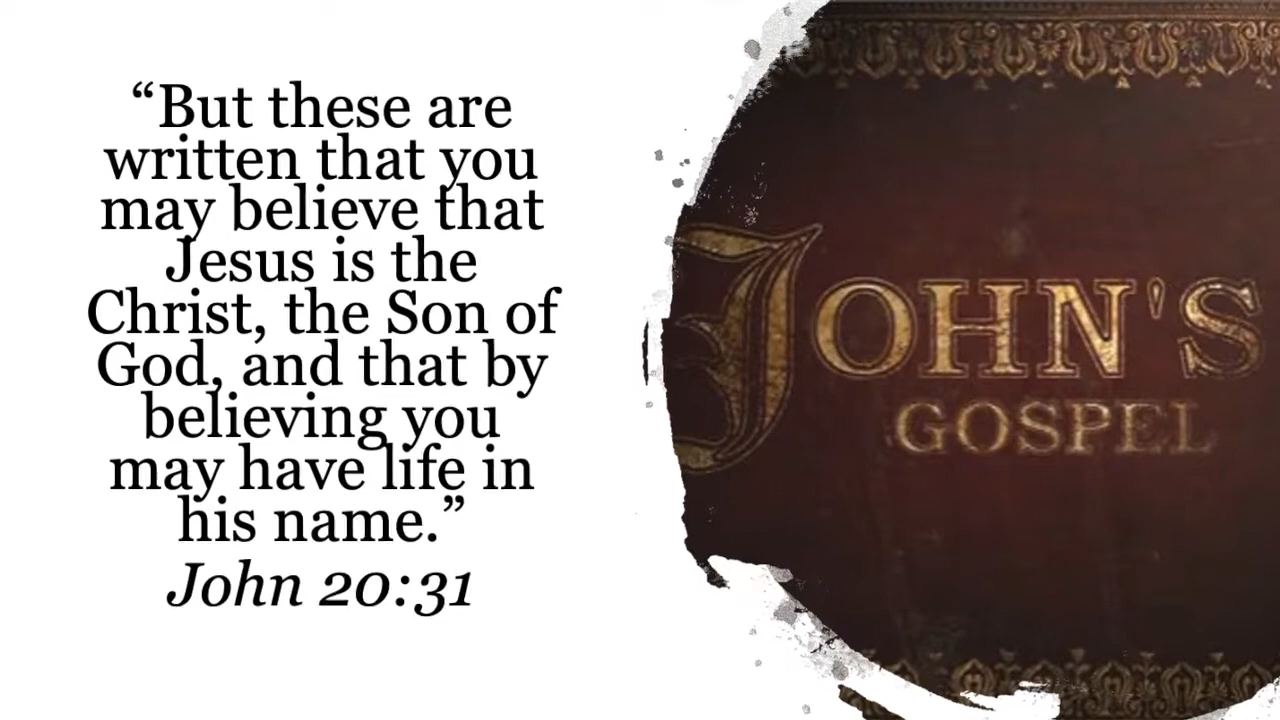 “But these are
written that you
may believe that
Jesus is the
Christ, the Son of
God, and that by
believing you
may have life in
his name.”
John 20:31
JOHN'S
GOSPEL